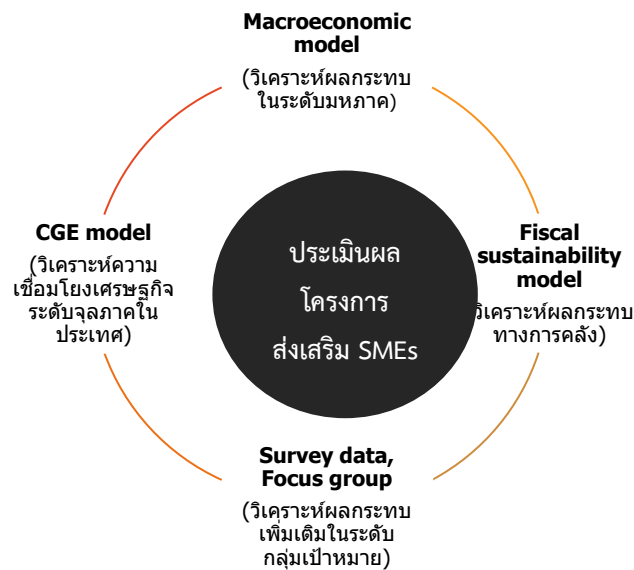 Macroeconomic
model
(วิเคราะห์ผลกระทบ
ในระดับมหภาค)
CGE model
(วิเคราะห์ความ
เชื่อมโยงเศรษฐกิจ
ระดับจุลภาคใน
ประเทศ)
ประเมินผล
โครงการ
ส่งเสริม SMEs
Fiscal
sustainability
model
วิเคราะห์ผลกระทบ
ทางการคลัง)
Survey data,
Focus group
(วิเคราะห์ผลกระทบ
เพิ่มเติมในระดับ
กลุ่มเป้าหมาย)